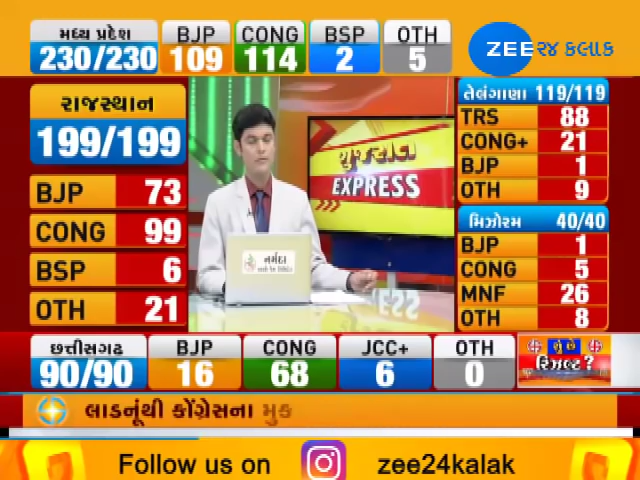 મધ્ય પ્રદેશ BJP CONG BSP OTH
230/230 109 114 2 5
ZEE ૨૪ કલાક
રાજસ્થાન
199/199
BJP 73
CONG 99
BSP 6
OTH 21
ગુજરાત
EXPRESS
નર્મદા
તેલંગાણા 119/119
TRS 88
CONG+ 21
BJP 1
OTH 9
મિઝોરમ 40/40
BJP 1
CONG 5
MNF 26
OTH 8
છત્તીસગઢ BJP CONG JCC+ OTH
90/90 16 68 6 0
રિઝલ્ટ ?
લાડનૂંથી કોંગ્રેસના મુક
Follow us on zee24kalak